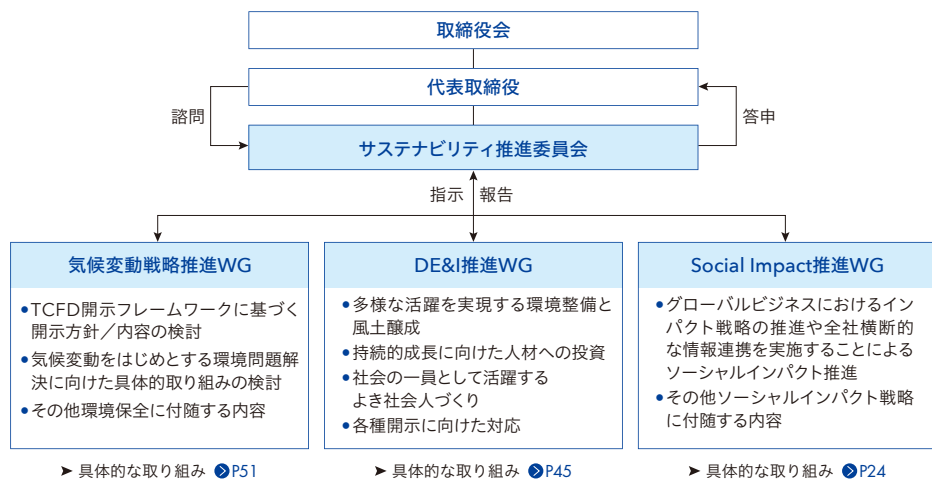 取締役会
代表取締役
諮問
答申
サステナビリティ推進委員会
指示 報告
気候変動戦略推進WG
●TCFD開示フレームワークに基づく
開示方針／内容の検討
●気候変動をはじめとする環境問題解
決に向けた具体的取り組みの検討
●その他環境保全に付随する内容
➤ 具体的な取り組み P51
DE&I推進WG
●多様な活躍を実現する環境整備と
風土醸成
●持続的成長に向けた人材への投資
●社会の一員として活躍する
よき社会人づくり
●各種開示に向けた対応
➤ 具体的な取り組み P45
Social Impact推進WG
●グローバルビジネスにおけるイン
パクト戦略の推進や全社横断的
な情報連携を実施することによる
ソーシャルインパクト推進
●その他ソーシャルインパクト戦略
に付随する内容
➤ 具体的な取り組み P24